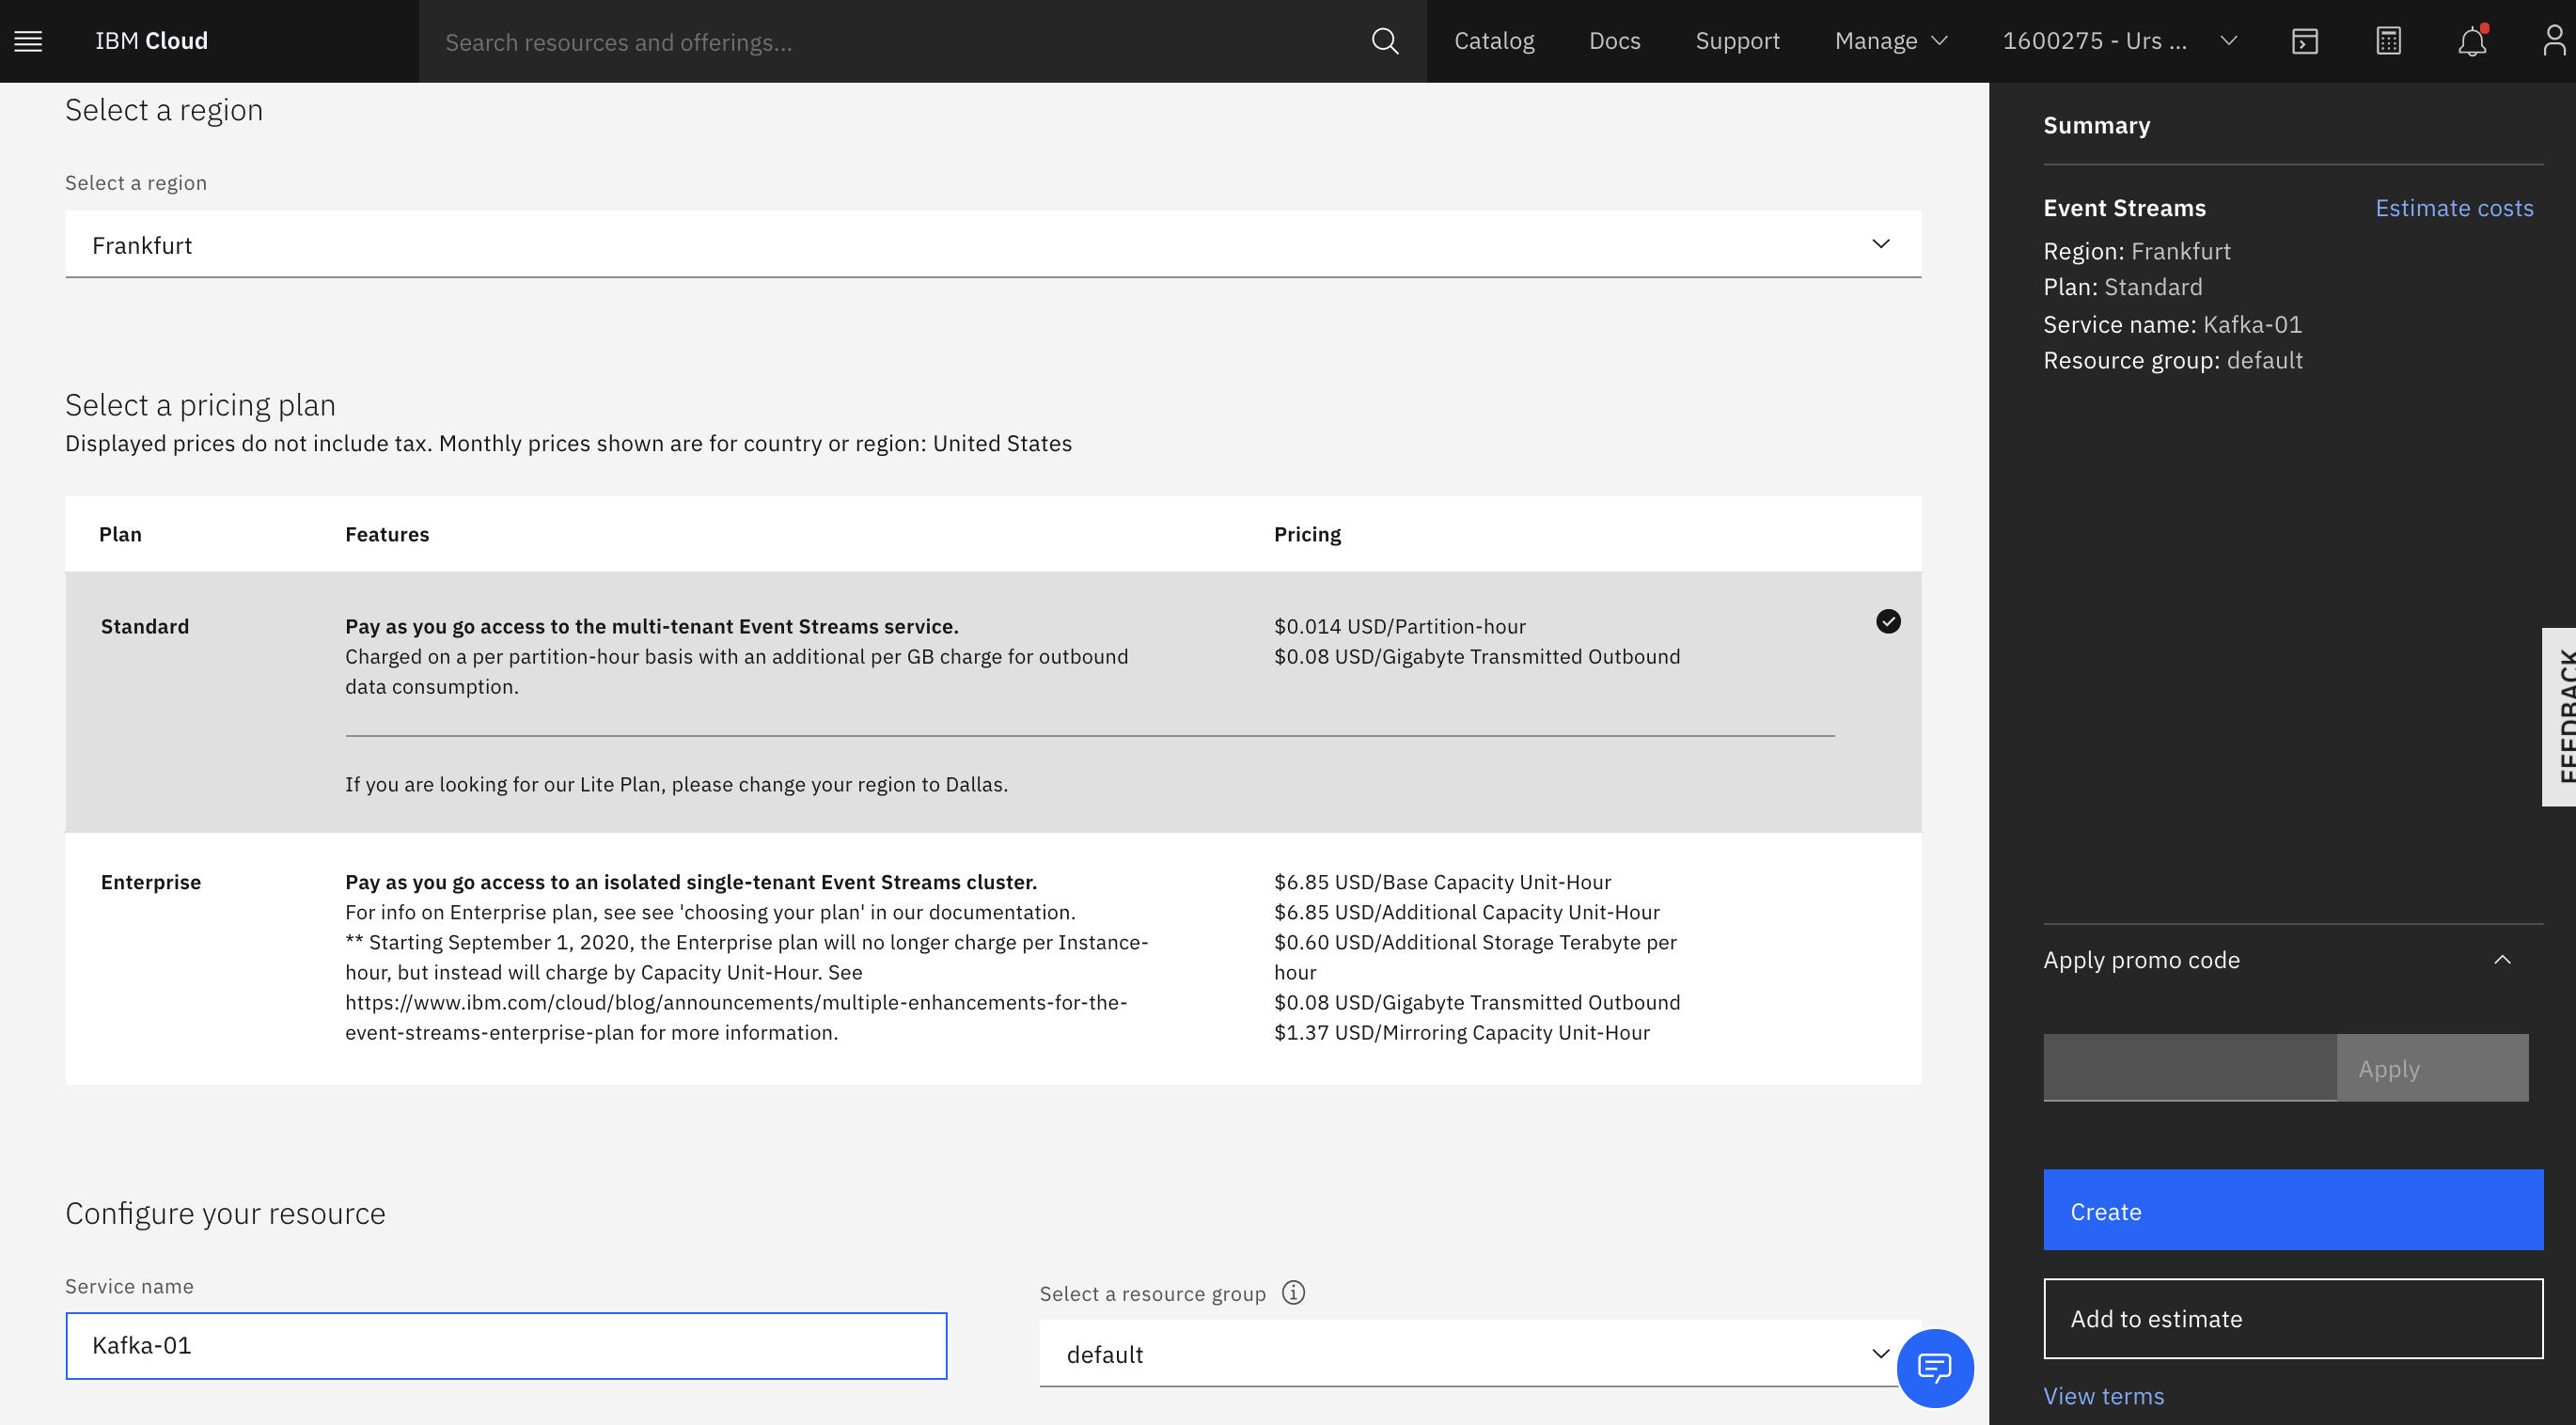 IBM Cloud
Search resources and offerings...
Catalog
Docs
Support
Manage
1600275 - Urs ...
Select a region
Select a region
Frankfurt
Select a pricing plan
Displayed prices do not include tax. Monthly prices shown are for country or region: United States
Plan
Features
Pricing
Standard
Pay as you go access to the multi-tenant Event Streams service.
Charged on a per partition-hour basis with an additional per GB charge for outbound
data consumption.
$0.014 USD/Partition-hour
$0.08 USD/Gigabyte Transmitted Outbound
If you are looking for our Lite Plan, please change your region to Dallas.
Enterprise
Pay as you go access to an isolated single-tenant Event Streams cluster.
For info on Enterprise plan, see see 'choosing your plan' in our documentation.
** Starting September 1, 2020, the Enterprise plan will no longer charge per Instance-
hour, but instead will charge by Capacity Unit-Hour. See
https://www.ibm.com/cloud/blog/announcements/multiple-enhancements-for-the-
event-streams-enterprise-plan for more information.
$6.85 USD/Base Capacity Unit-Hour
$6.85 USD/Additional Capacity Unit-Hour
$0.60 USD/Additional Storage Terabyte per
hour
$0.08 USD/Gigabyte Transmitted Outbound
$1.37 USD/Mirroring Capacity Unit-Hour
Configure your resource
Service name
Kafka-01
Select a resource group
default
Summary
Event Streams
Estimate costs
Region: Frankfurt
Plan: Standard
Service name: Kafka-01
Resource group: default
FEEDBACK
Apply promo code
Apply
Create
Add to estimate
View terms